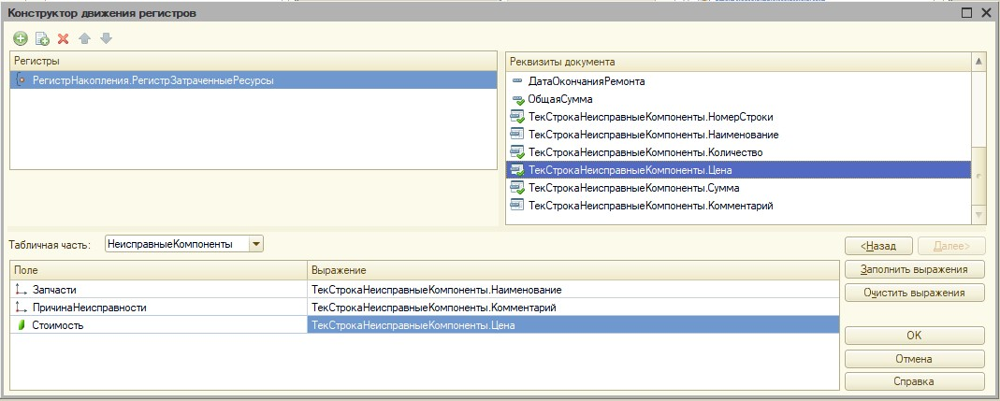 Конструктор движения регистров
Регистры
РегистрНакопления.РегистрЗатраченныеРесурсы
Реквизиты документа
ДатаОкончанияРемонта
ОбщаяСумма
ТекСтрокаНеисправныеКомпоненты.НомерСтроки
ТекСтрокаНеисправныеКомпоненты.Наименование
ТекСтрокаНеисправныеКомпоненты.Количество
ТекСтрокаНеисправныеКомпоненты.Цена
ТекСтрокаНеисправныеКомпоненты.Сумма
ТекСтрокаНеисправныеКомпоненты.Комментарий
Табличная часть: НеисправныеКомпоненты
<Назад Далее>
Поле Выражение
Запчасти ТекСтрокаНеисправныеКомпоненты.Наименование
ПричинаНеисправности ТекСтрокаНеисправныеКомпоненты.Комментарий
Стоимость ТекСтрокаНеисправныеКомпоненты.Цена
Заполнить выражения
Очистить выражения
ОК
Отмена
Справка